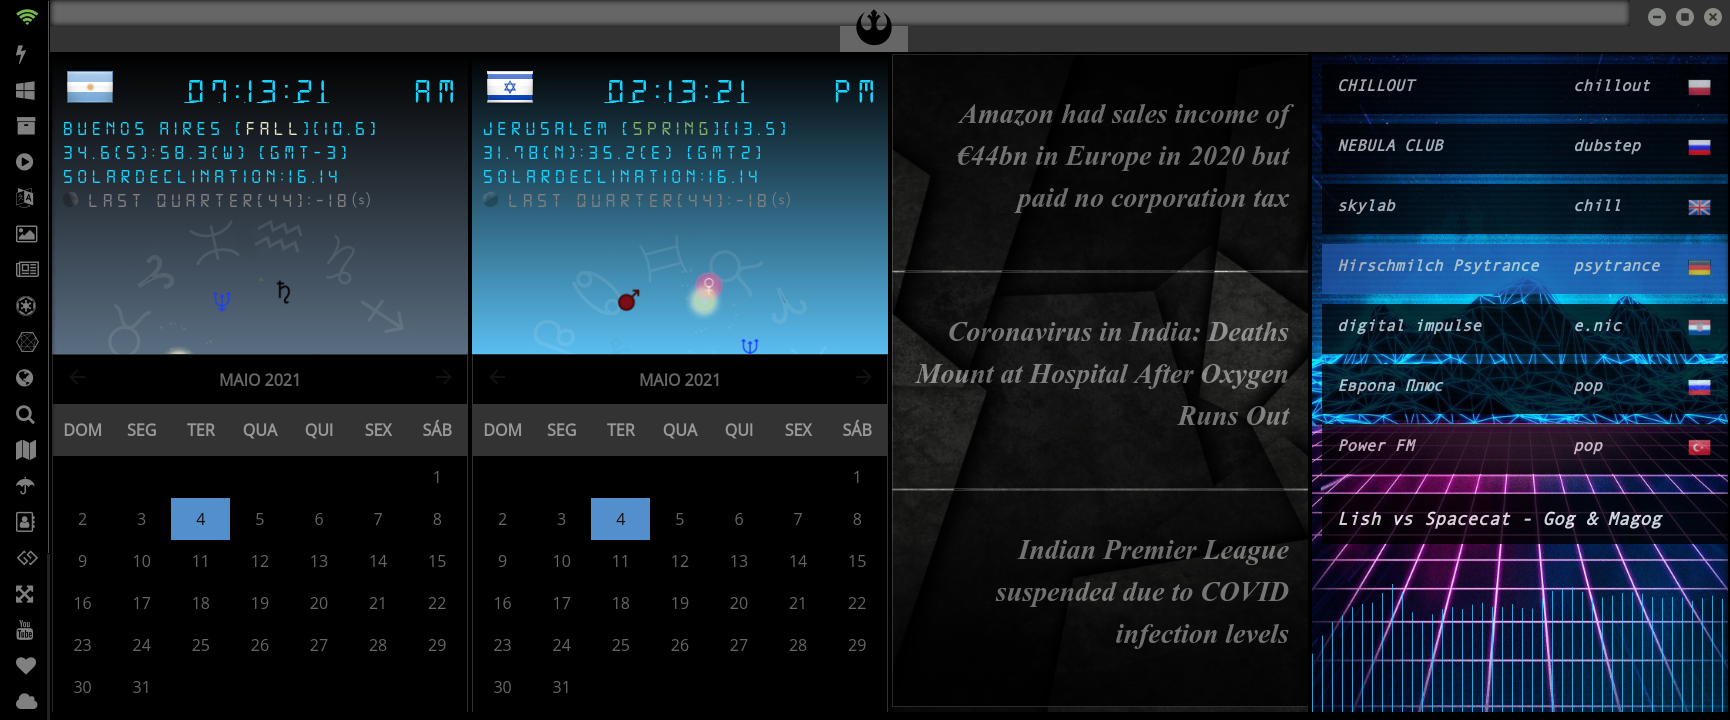 07:13:21 AM
BUENOS AIRES (FALL)(10.6)
34.6(S):58.3(W) (GMT-3)
SOLARDECLINATION:16.14
LAST QUARTER(44):-18(s)
MAIO 2021
DOM SEG TER QUA QUI SEX SÁB
1
2 3 4 5 6 7 8
9 10 11 12 13 14 15
16 17 18 19 20 21 22
23 24 25 26 27 28 29
30 31
02:13:21 PM
JERUSALEM (SPRING)(13.5)
31.78(N):35.2(E) (GMT2)
SOLARDECLINATION:16.14
LAST QUARTER(44):-18(s)
MAIO 2021
DOM SEG TER QUA QUI SEX SÁB
1
2 3 4 5 6 7 8
9 10 11 12 13 14 15
16 17 18 19 20 21 22
23 24 25 26 27 28 29
30 31
Amazon had sales income of
€44bn in Europe in 2020 but
paid no corporation tax
Coronavirus in India: Deaths
Mount at Hospital After Oxygen
Runs Out
Indian Premier League
suspended due to COVID
infection levels
CHILLOUT chillout
NEBULA CLUB dubstep
skylab chill
Hirschmilch Psytrance psytrance
digital impulse e.nic
Европа Плюс pop
Power FM pop
Lish vs Spacecat - Gog & Magog
You
Tube